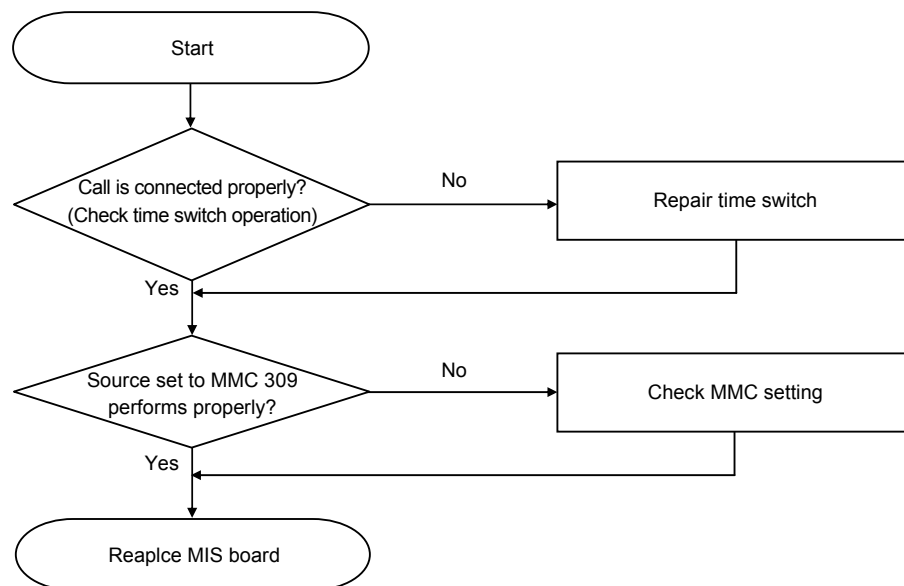 Start
Call is connected properly?
(Check time switch operation)
No
Repair time switch
Yes
Source set to MMC 309
performs properly?
No
Check MMC setting
Yes
Reaplce MIS board